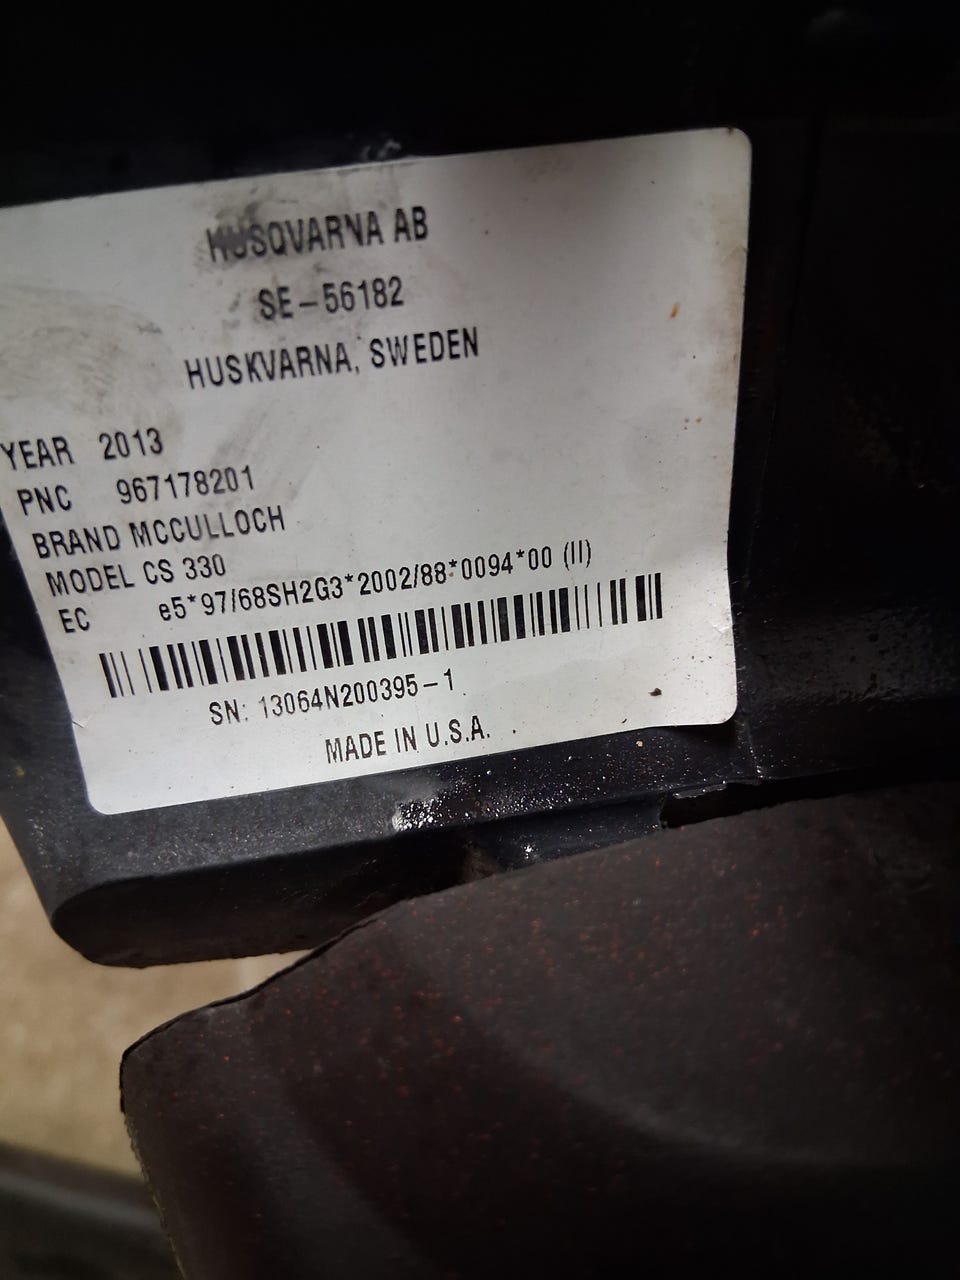 HUSQVARNA AB
SE-56182
HUSKVARNA, SWEDEN
YEAR 2013
PNC 967178201
BRAND MCCULLOCH
MODEL CS 330
EC e5*97/68SH2G3*2002/88*0094*00 (II)
SN: 13064N200395-1
MADE IN U.S.A.